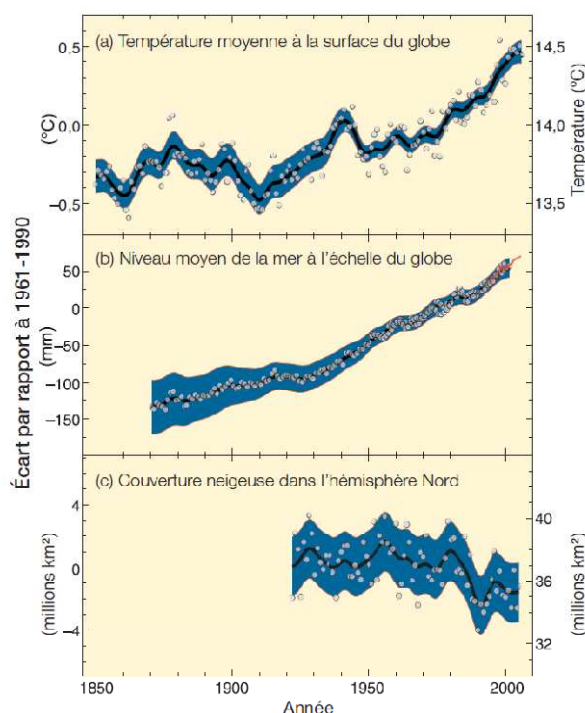 (a) Température moyenne à la surface du globe
0.5
0.0
−0.5
(°C)
14,5
14,0
13,5
Température (°C)
(b) Niveau moyen de la mer à l'échelle du globe
50
0
−50
−100
−150
(mm)
Écart par rapport à 1961-1990
(c) Couverture neigeuse dans l'hémisphère Nord
4
0
−4
(millions km²)
40
36
32
(millions km²)
1850 1900 1950 2000
Année